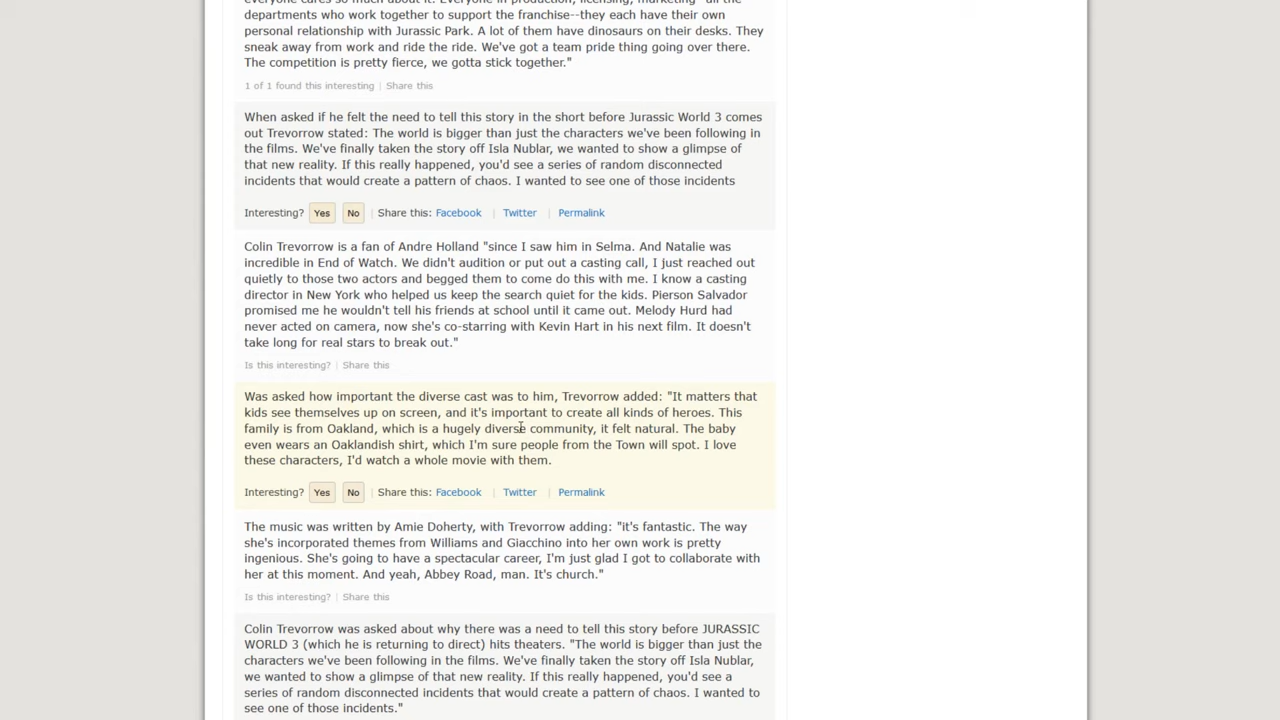 everyone cares so much about it. Everyone in production, licensing, marketing--all the
departments who work together to support the franchise--they each have their own
personal relationship with Jurassic Park. A lot of them have dinosaurs on their desks. They
sneak away from work and ride the ride. We've got a team pride thing going over there.
The competition is pretty fierce, we gotta stick together."
1 of 1 found this interesting | Share this
When asked if he felt the need to tell this story in the short before Jurassic World 3 comes
out Trevorrow stated: The world is bigger than just the characters we've been following in
the films. We've finally taken the story off Isla Nublar, we wanted to show a glimpse of
that new reality. If this really happened, you'd see a series of random disconnected
incidents that would create a pattern of chaos. I wanted to see one of those incidents
Interesting? Yes No | Share this: Facebook | Twitter | Permalink
Colin Trevorrow is a fan of Andre Holland "since I saw him in Selma. And Natalie was
incredible in End of Watch. We didn't audition or put out a casting call, I just reached out
quietly to those two actors and begged them to come do this with me. I know a casting
director in New York who helped us keep the search quiet for the kids. Pierson Salvador
promised me he wouldn't tell his friends at school until it came out. Melody Hurd had
never acted on camera, now she's co-starring with Kevin Hart in his next film. It doesn't
take long for real stars to break out."
Is this interesting? | Share this
Was asked how important the diverse cast was to him, Trevorrow added: "It matters that
kids see themselves up on screen, and it's important to create all kinds of heroes. This
family is from Oakland, which is a hugely diverse community, it felt natural. The baby
even wears an Oaklandish shirt, which I'm sure people from the Town will spot. I love
these characters, I'd watch a whole movie with them.
Interesting? Yes No | Share this: Facebook | Twitter | Permalink
The music was written by Amie Doherty, with Trevorrow adding: "it's fantastic. The way
she's incorporated themes from Williams and Giacchino into her own work is pretty
ingenious. She's going to have a spectacular career, I'm just glad I got to collaborate with
her at this moment. And yeah, Abbey Road, man. It's church."
Is this interesting? | Share this
Colin Trevorrow was asked about why there was a need to tell this story before JURASSIC
WORLD 3 (which he is returning to direct) hits theaters. "The world is bigger than just the
characters we've been following in the films. We've finally taken the story off Isla Nublar,
we wanted to show a glimpse of that new reality. If this really happened, you'd see a
series of random disconnected incidents that would create a pattern of chaos. I wanted to
see one of those incidents."